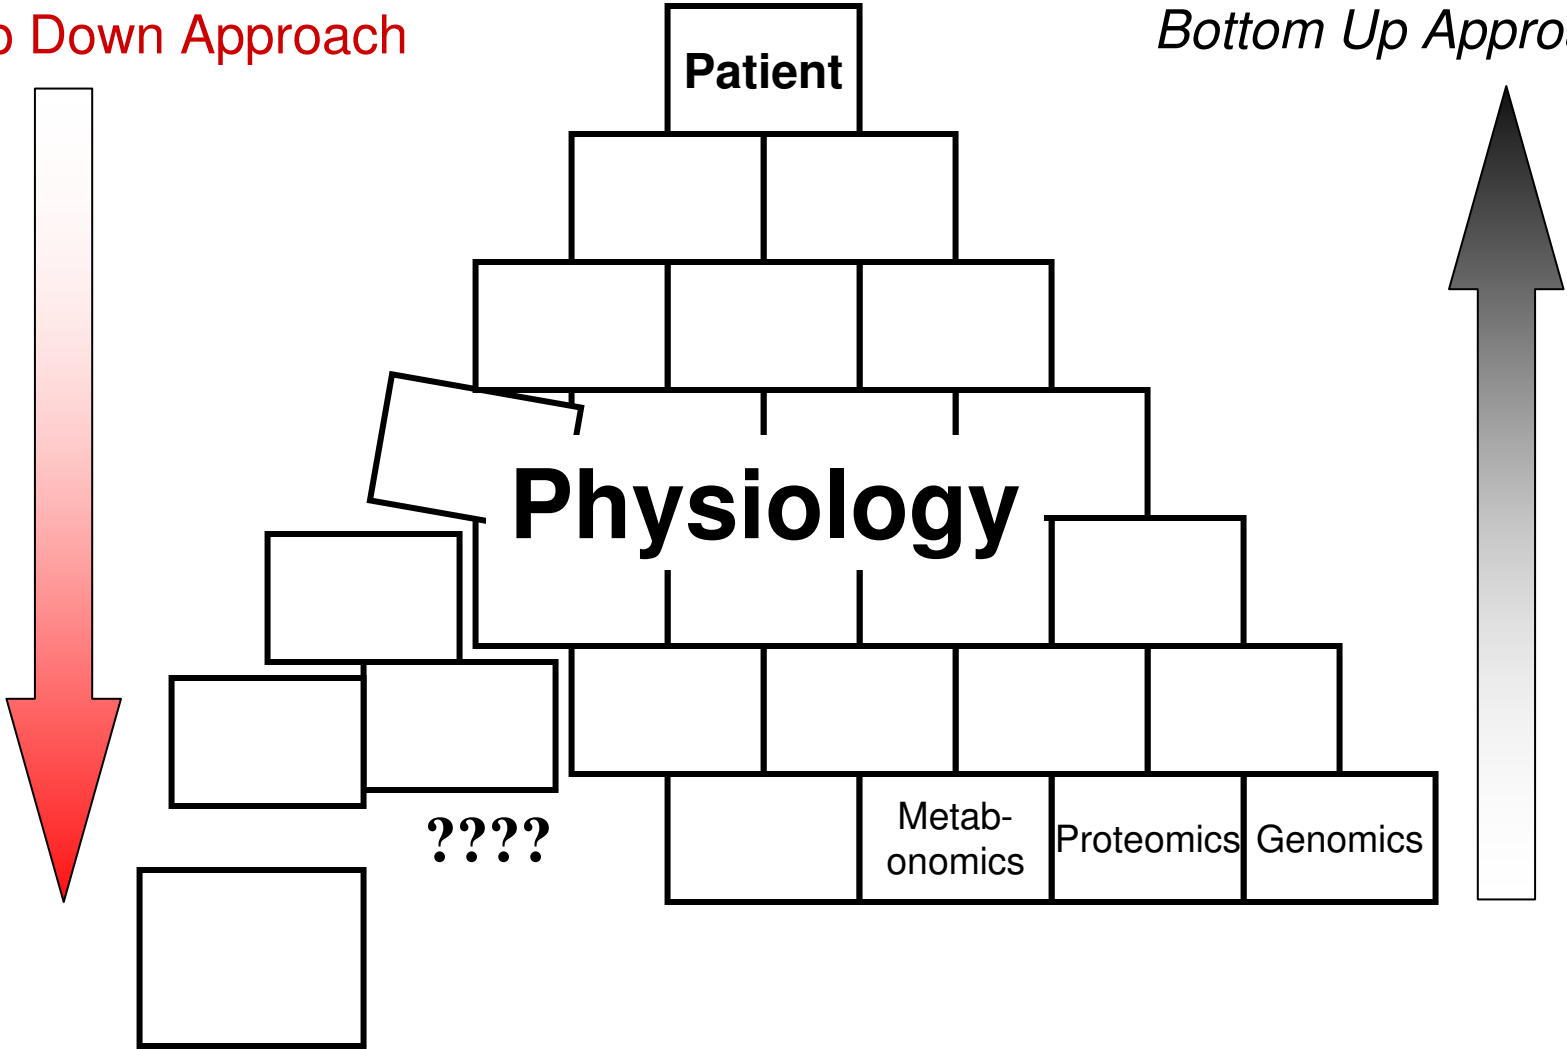 p Down Approach
Bottom Up Appro
Patient
Physiology
Metab-
onomics
Proteomics
Genomics
????